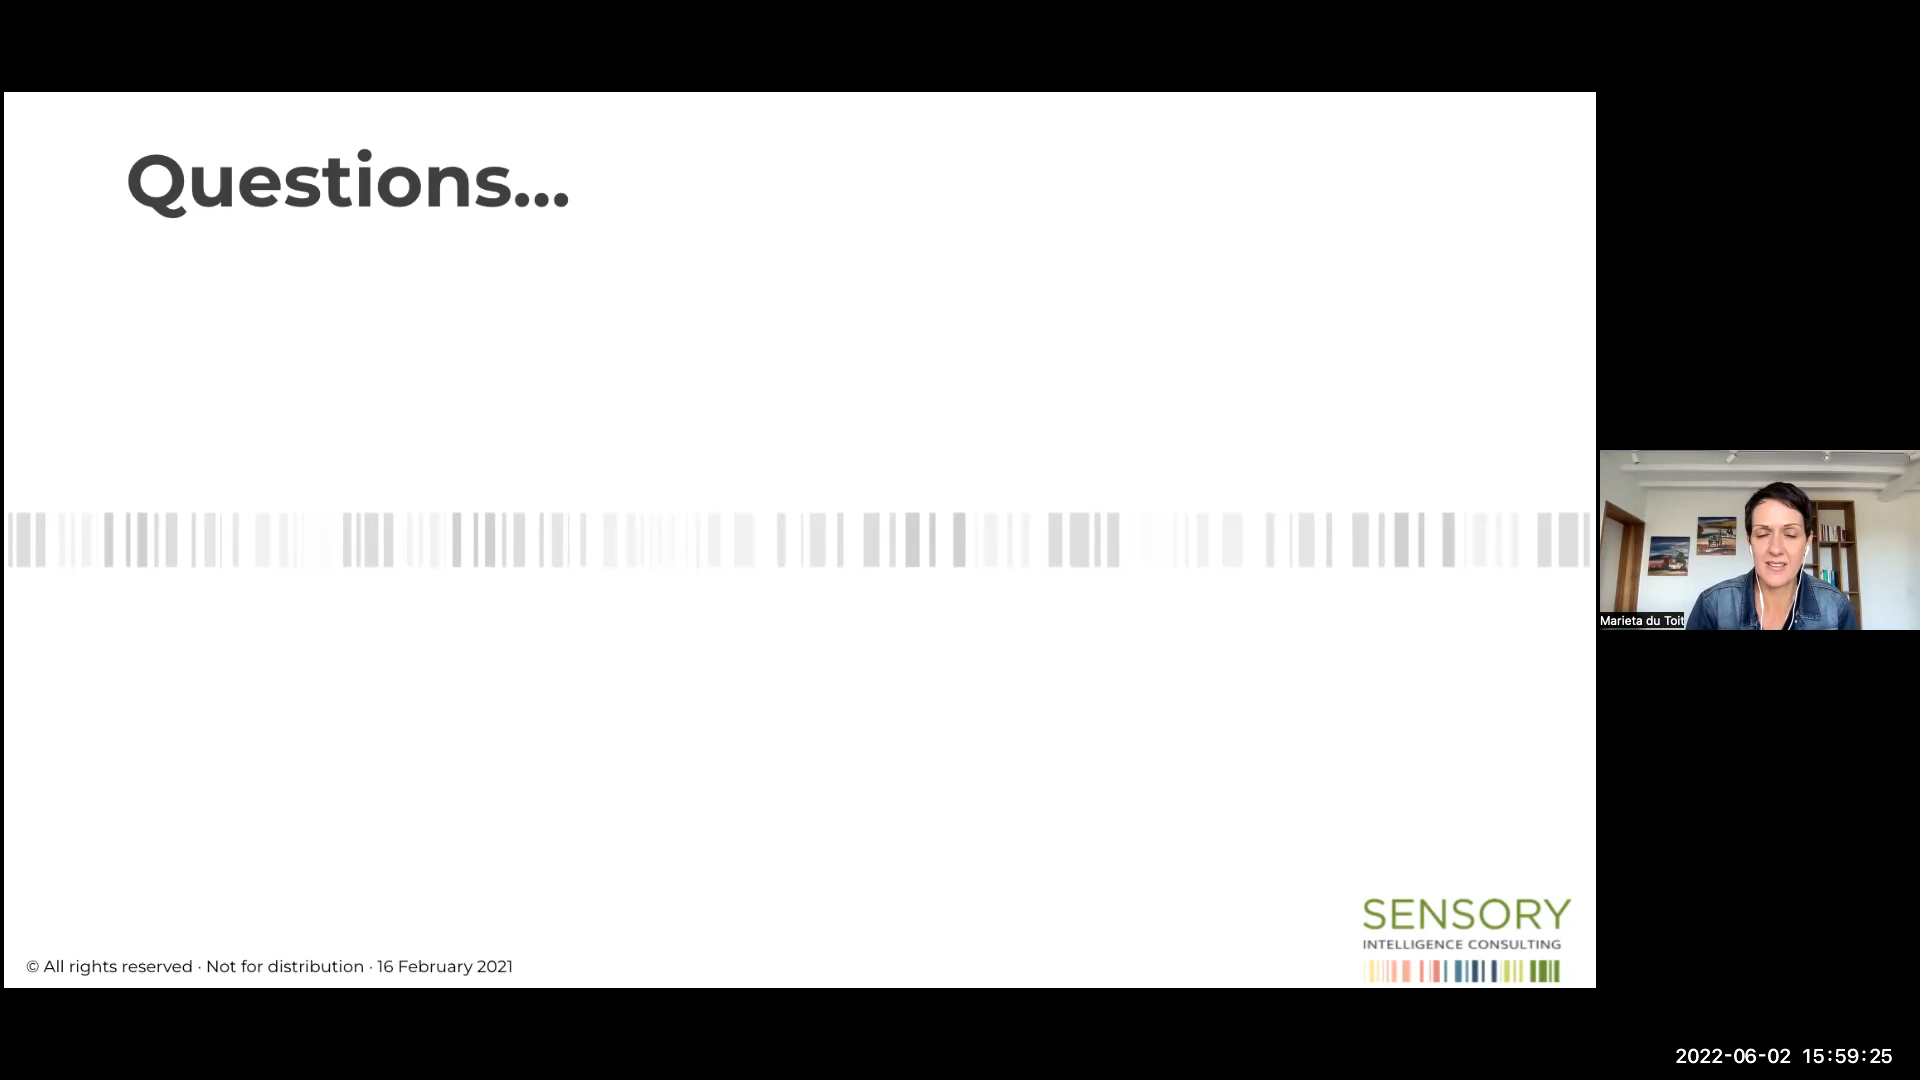 Questions...
Marieta du Toit
SENSORY
INTELLIGENCE CONSULTING
© All rights reserved · Not for distribution · 16 February 2021
2022-06-02 15:59:25